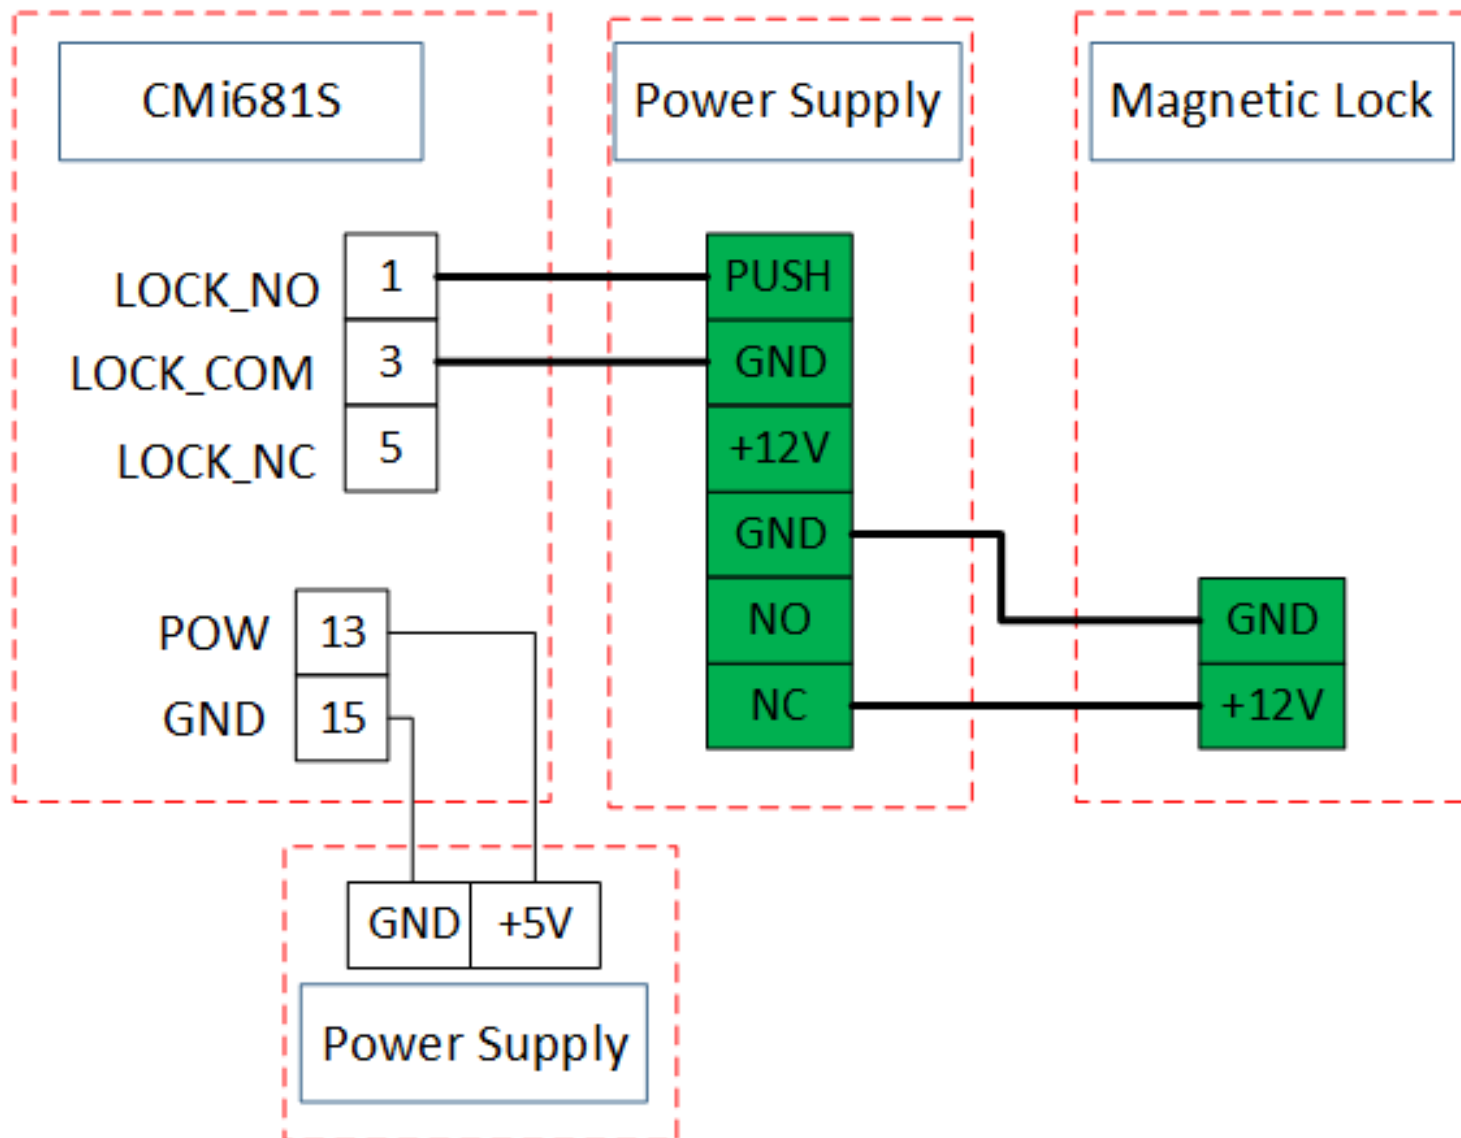 CMi681S
Power Supply
Magnetic Lock
LOCK_NO 1
LOCK_COM 3
LOCK_NC 5
PUSH
GND
+12V
GND
NO
NC
GND
+12V
POW 13
GND 15
GND +5V
Power Supply